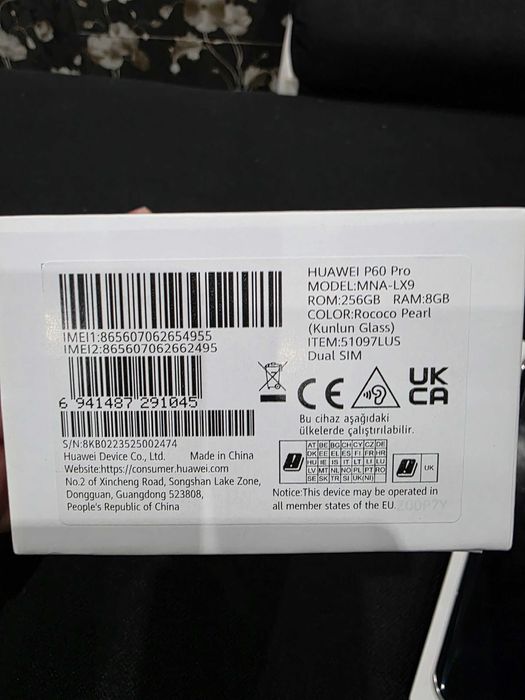 HUAWEI P60 Pro
MODEL:MNA-LX9
ROM:256GB RAM:8GB
COLOR:Rococo Pearl
(Kunlun Glass)
ITEM:51097LUS
Dual SIM
IMEI1:865607062654955
IMEI2:865607062662495
6 941487 291045
S/N:8KB0223525002474
Huawei Device Co., Ltd. Made in China
Website:https://consumer.huawei.com
No.2 of Xincheng Road, Songshan Lake Zone,
Dongguan, Guangdong 523808,
People's Republic of China
CE
UK
CA
Bu cihaz aşağıdaki
ülkelerde çalıştırılabilir.
AT BE BG CH CY CZ DE
DK EE EL ES FI FR HR
HU IE IS IT LT LI LU
LV MT NL NO PL PT RO
SE SK TR SI UK(NI)
UK
Notice:This device may be operated in
all member states of the EU.